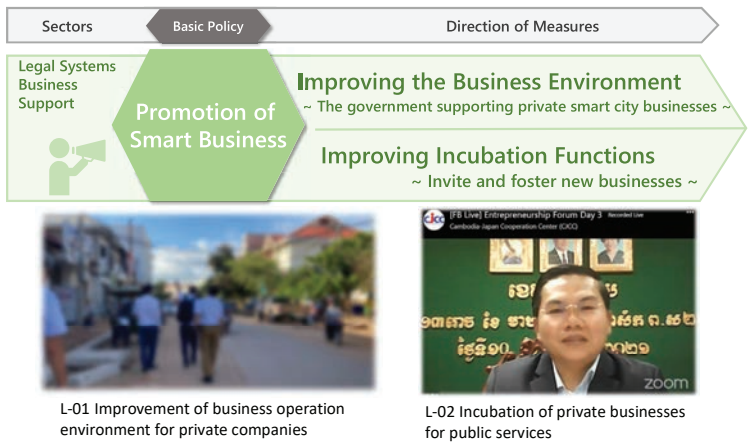 Sectors
Basic Policy
Direction of Measures
Legal Systems
Business
Support
Promotion of
Smart Business
Improving the Business Environment
~ The government supporting private smart city businesses ~
Improving Incubation Functions
~ Invite and foster new businesses ~
CJCC
[FB Live] Entrepreneurship Forum Day 3 Recorded Live
Cambodia-Japan Cooperation Center (CJCC)
zoom
L-01 Improvement of business operation
environment for private companies
L-02 Incubation of private businesses
for public services